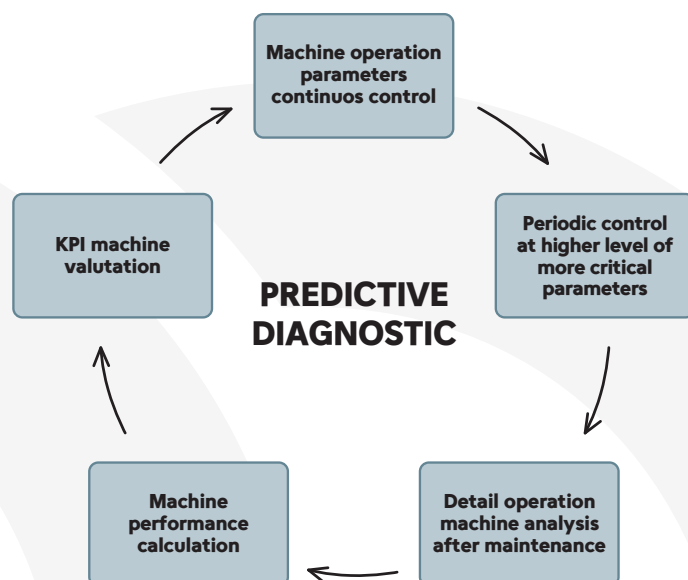 Machine operation
parameters
continuos control
Periodic control
at higher level of
more critical
parameters
KPI machine
valutation
PREDICTIVE
DIAGNOSTIC
Machine
performance
calculation
Detail operation
machine analysis
after maintenance